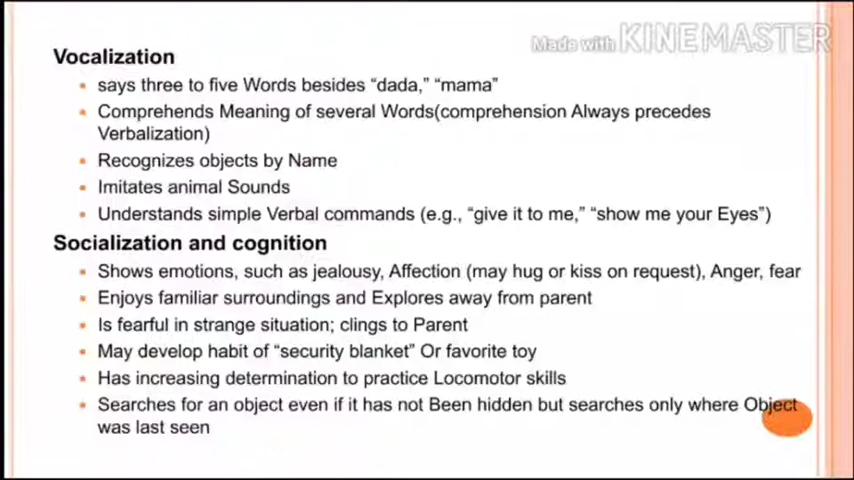 Made with KINEMASTER
Vocalization
says three to five Words besides “dada,” “mama”
Comprehends Meaning of several Words(comprehension Always precedes
Verbalization)
Recognizes objects by Name
Imitates animal Sounds
Understands simple Verbal commands (e.g., “give it to me,” “show me your Eyes”)
Socialization and cognition
Shows emotions, such as jealousy, Affection (may hug or kiss on request), Anger, fear
Enjoys familiar surroundings and Explores away from parent
Is fearful in strange situation; clings to Parent
May develop habit of “security blanket” Or favorite toy
Has increasing determination to practice Locomotor skills
Searches for an object even if it has not Been hidden but searches only where Object
was last seen